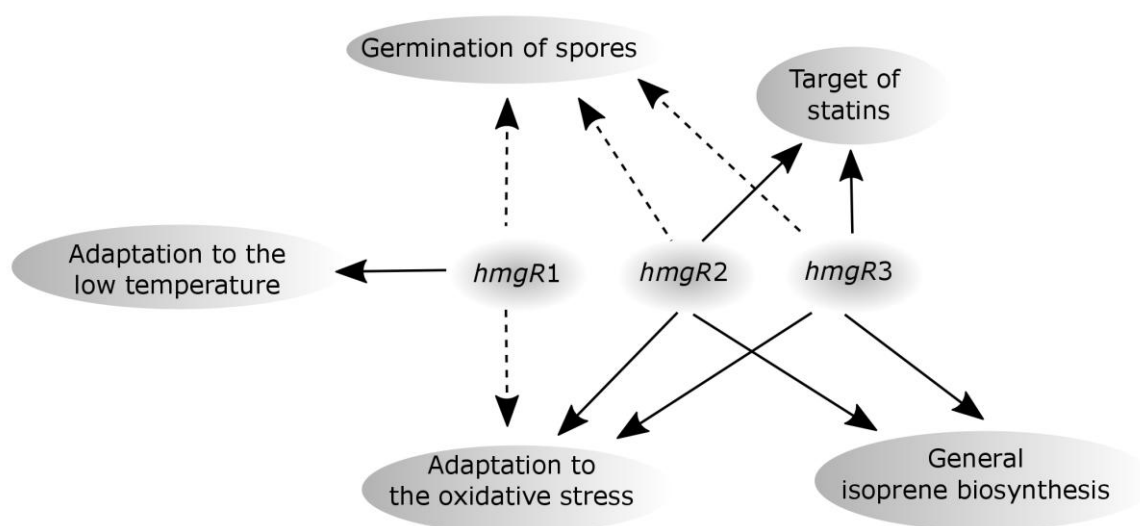 Germination of spores
Target of
statins
Adaptation to the
low temperature
hmgR1
hmgR2
hmgR3
Adaptation to
the oxidative stress
General
isoprene biosynthesis